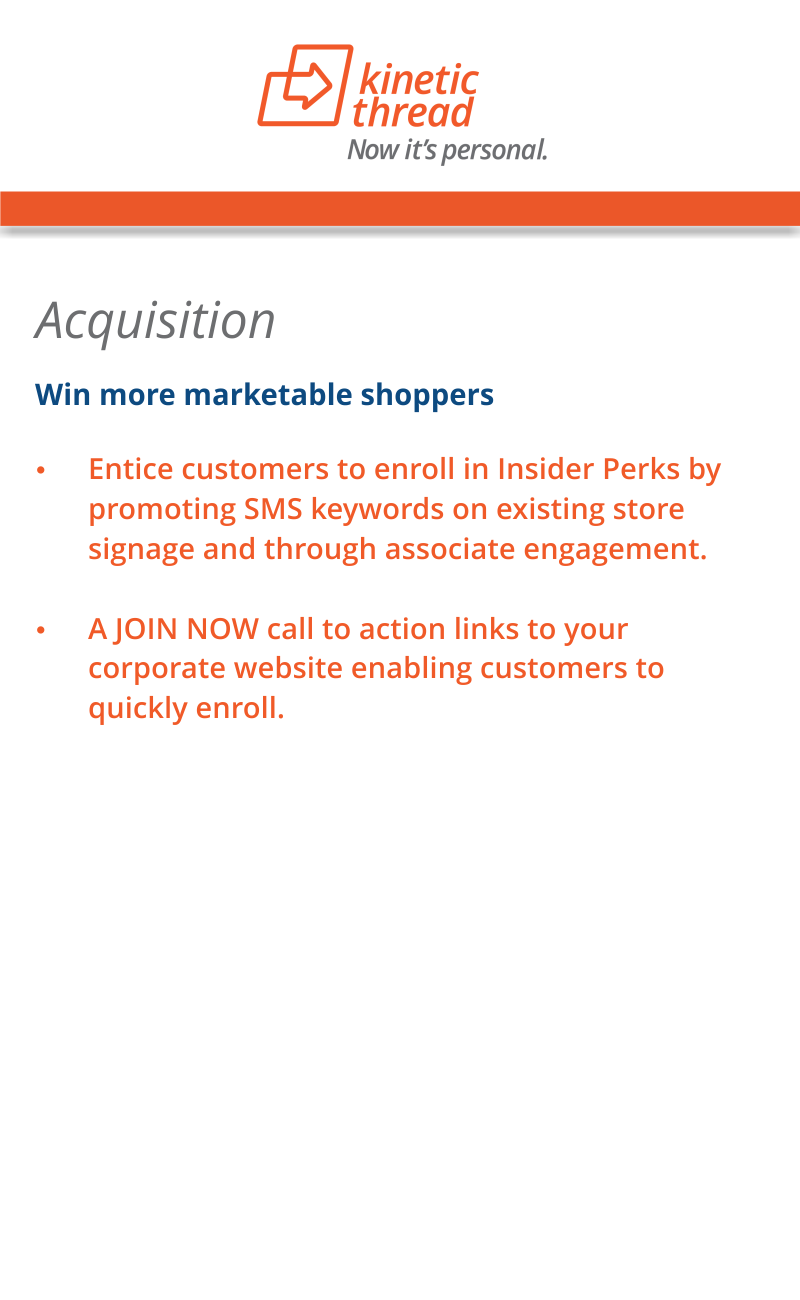 kinetic
thread
Now it's personal.
Acquisition
Win more marketable shoppers
• Entice customers to enroll in Insider Perks by
promoting SMS keywords on existing store
signage and through associate engagement.
• A JOIN NOW call to action links to your
corporate website enabling customers to
quickly enroll.